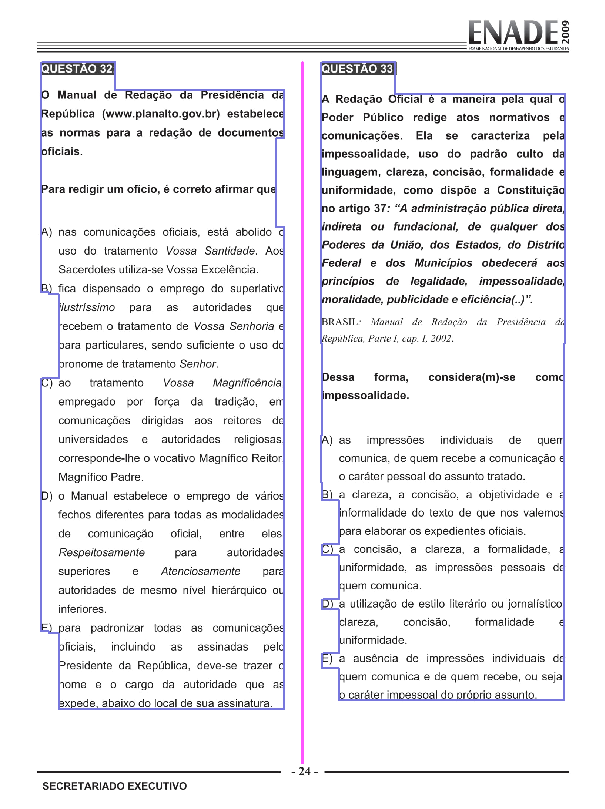 ENADE 2009
EXAME NACIONAL DE DESEMPENHO DOS ESTUDANTES
QUESTÃO 32
O Manual de Redação da Presidência da
República (www.planalto.gov.br) estabelece
as normas para a redação de documentos
oficiais.
Para redigir um ofício, é correto afirmar que
A) nas comunicações oficiais, está abolido o
uso do tratamento Vossa Santidade. Aos
Sacerdotes utiliza-se Vossa Excelência.
B) fica dispensado o emprego do superlativo
ilustríssimo para as autoridades que
recebem o tratamento de Vossa Senhoria e
para particulares, sendo suficiente o uso do
pronome de tratamento Senhor.
C) ao tratamento Vossa Magnificência
empregado por força da tradição, em
comunicações dirigidas aos reitores de
universidades e autoridades religiosas,
corresponde-lhe o vocativo Magnífico Reitor,
Magnífico Padre.
D) o Manual estabelece o emprego de vários
fechos diferentes para todas as modalidades
de comunicação oficial, entre eles
Respeitosamente para autoridades
superiores e Atenciosamente para
autoridades de mesmo nível hierárquico ou
inferiores.
E) para padronizar todas as comunicações
oficiais, incluindo as assinadas pelo
Presidente da República, deve-se trazer o
nome e o cargo da autoridade que as
expede, abaixo do local de sua assinatura.
QUESTÃO 33
A Redação Oficial é a maneira pela qual o
Poder Público redige atos normativos e
comunicações. Ela se caracteriza pela
impessoalidade, uso do padrão culto da
linguagem, clareza, concisão, formalidade e
uniformidade, como dispõe a Constituição
no artigo 37: “A administração pública direta,
indireta ou fundacional, de qualquer dos
Poderes da União, dos Estados, do Distrito
Federal e dos Municípios obedecerá aos
princípios de legalidade, impessoalidade,
moralidade, publicidade e eficiência(..)”.
BRASIL: Manual de Redação da Presidência da
República, Parte I, cap. I. 2002.
Dessa forma, considera(m)-se como
impessoalidade.
A) as impressões individuais de quem
comunica, de quem recebe a comunicação e
o caráter pessoal do assunto tratado.
B) a clareza, a concisão, a objetividade e a
informalidade do texto de que nos valemos
para elaborar os expedientes oficiais.
C) a concisão, a clareza, a formalidade, a
uniformidade, as impressões pessoais de
quem comunica.
D) a utilização de estilo literário ou jornalístico,
clareza, concisão, formalidade e
uniformidade.
E) a ausência de impressões individuais de
quem comunica e de quem recebe, ou seja,
o caráter impessoal do próprio assunto.
- 24 -
SECRETARIADO EXECUTIVO